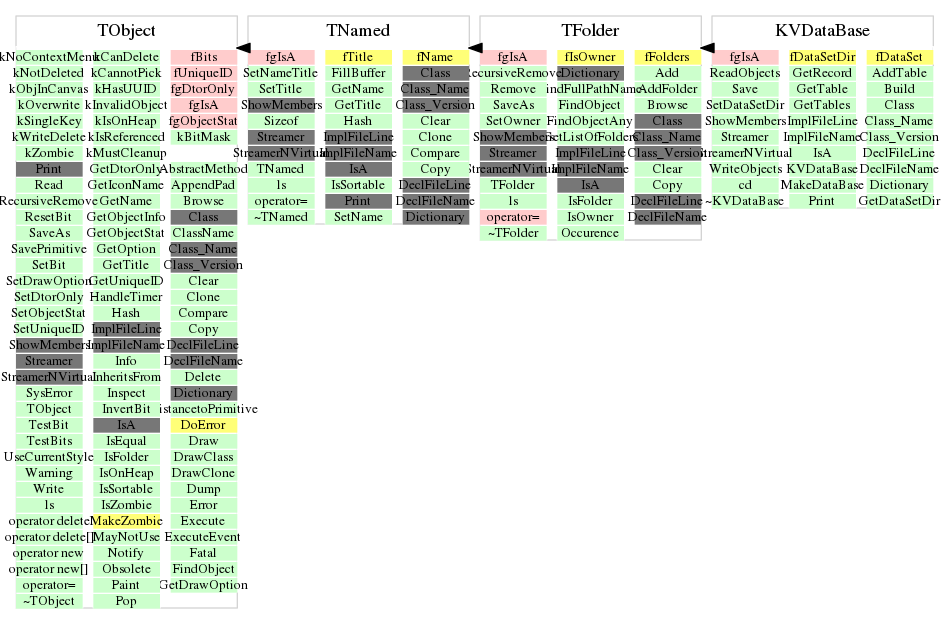 TObject
kNoContextMenu kCanDelete fBits
kNotDeleted kCannotPick fUniqueID
kObjInCanvas kHasUUID fgDtorOnly
kOverwrite kInvalidObject fgIsA
kSingleKey kIsOnHeap fgObjectStat
kWriteDelete kIsReferenced kBitMask
kZombie kMustCleanup
Print GetDtorOnly AbstractMethod
Read GetIconName AppendPad
RecursiveRemove GetName Browse
ResetBit GetObjectInfo Class
SaveAs GetObjectStat ClassName
SavePrimitive GetOption Class_Name
SetBit GetTitle Class_Version
SetDrawOption GetUniqueID Clear
SetDtorOnly HandleTimer Clone
SetObjectStat Hash Compare
SetUniqueID ImplFileLine Copy
ShowMembers ImplFileName DeclFileLine
Streamer Info DeclFileName
StreamerNVirtual InheritsFrom Delete
SysError Inspect Dictionary
TObject InvertBit istancetoPrimitive
TestBit IsA DoError
TestBits IsEqual Draw
UseCurrentStyle IsFolder DrawClass
Warning IsOnHeap DrawClone
Write IsSortable Dump
ls IsZombie Error
operator delete MakeZombie Execute
operator delete[] MayNotUse ExecuteEvent
operator new Notify Fatal
operator new[] Obsolete FindObject
operator= Paint GetDrawOption
~TObject Pop
TNamed
fgIsA fTitle fName
SetNameTitle FillBuffer Class
SetTitle GetName Class_Name
ShowMembers GetTitle Class_Version
Sizeof Hash Clear
Streamer ImplFileLine Clone
StreamerNVirtual ImplFileName Compare
TNamed IsA Copy
ls IsSortable DeclFileLine
operator= Print DeclFileName
~TNamed SetName Dictionary
TFolder
fgIsA fIsOwner fFolders
RecursiveRemove Dictionary Add
Remove indFullPathName AddFolder
SaveAs FindObject Browse
SetOwner FindObjectAny Class
ShowMembers GetListOfFolders Class_Name
Streamer ImplFileLine Class_Version
StreamerNVirtual ImplFileName Clear
TFolder IsA Copy
ls IsFolder DeclFileLine
operator= IsOwner DeclFileName
~TFolder Occurence
KVDataBase
fgIsA fDataSetDir fDataSet
ReadObjects GetRecord AddTable
Save GetTable Build
SetDataSetDir GetTables Class
ShowMembers ImplFileLine Class_Name
Streamer ImplFileName Class_Version
StreamerNVirtual IsA DeclFileLine
WriteObjects KVDataBase DeclFileName
cd MakeDataBase Dictionary
~KVDataBase Print GetDataSetDir